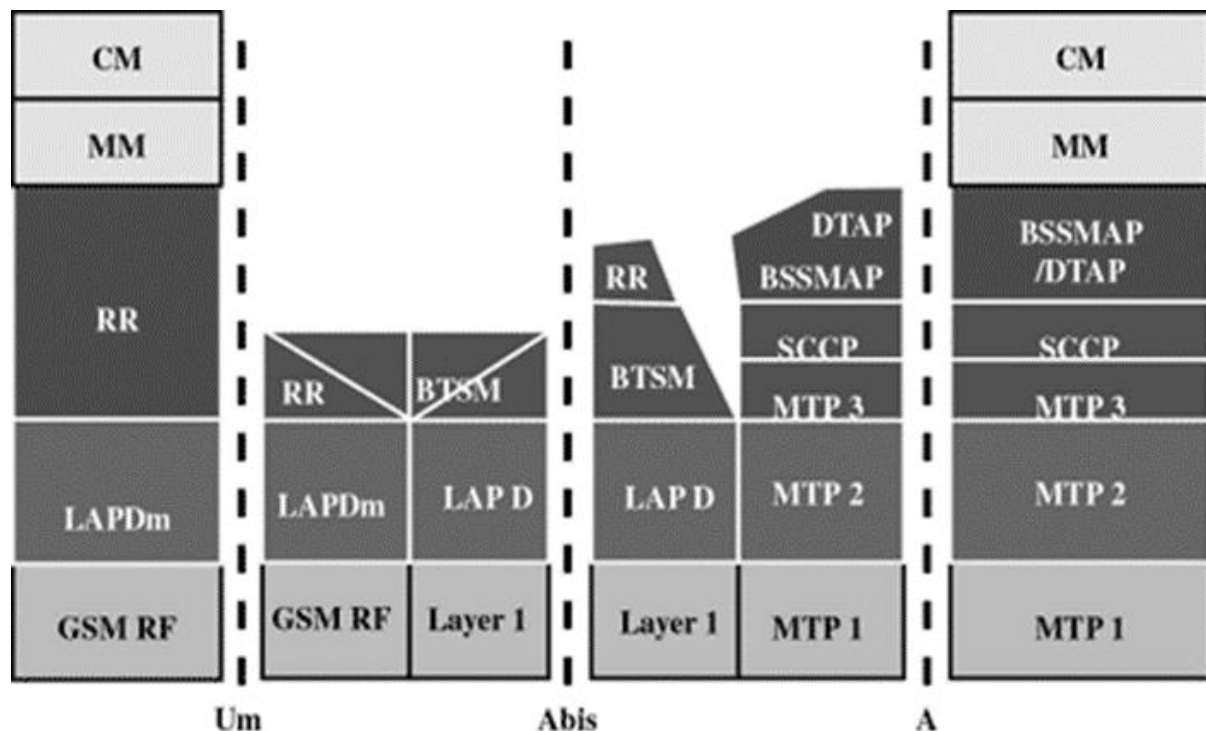 CM
MM
RR
LAPDm
GSM RF
RR
BTSM
LAPDm
LAP D
GSM RF
Layer 1
RR
BTSM
LAP D
Layer 1
DTAP
BSSMAP
SCCP
MTP 3
MTP 2
MTP 1
CM
MM
BSSMAP
/DTAP
SCCP
MTP 3
MTP 2
MTP 1
Um
Abis
A